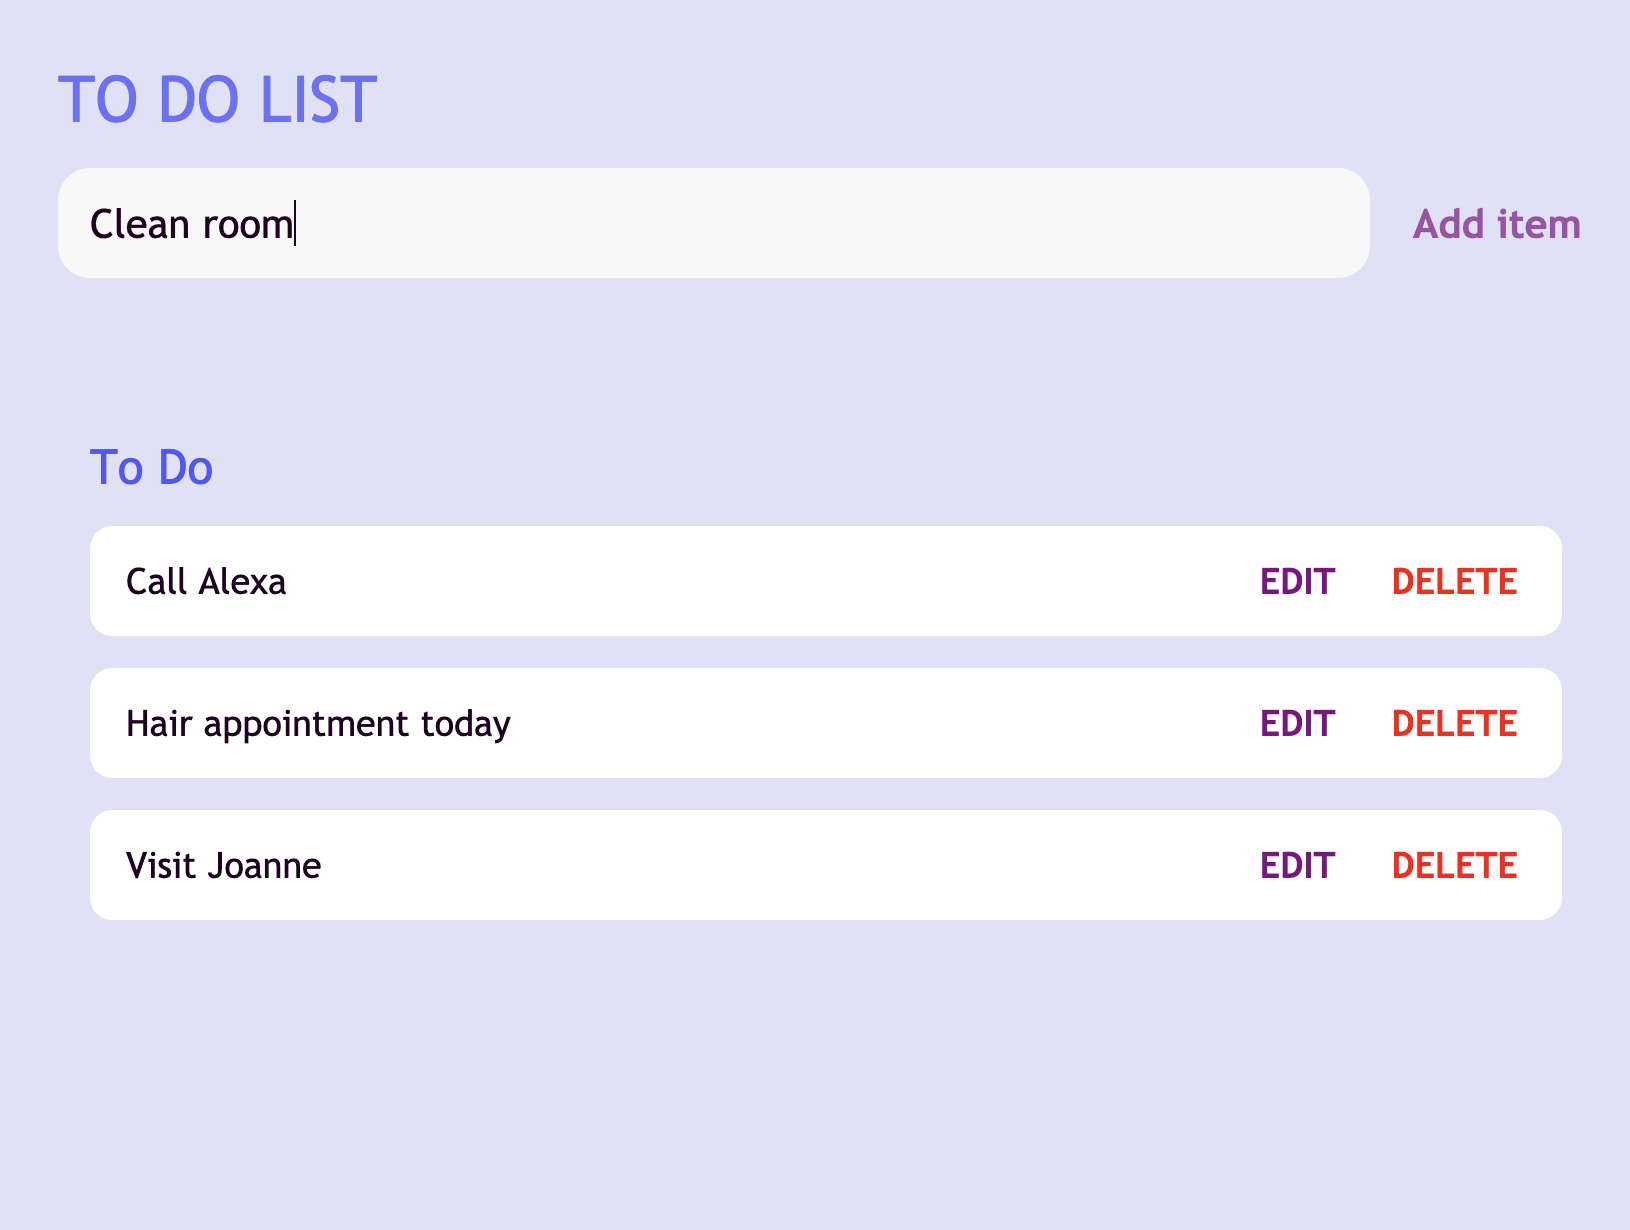 TO DO LIST
Clean room
Add item
To Do
Call Alexa EDIT DELETE
Hair appointment today EDIT DELETE
Visit Joanne EDIT DELETE